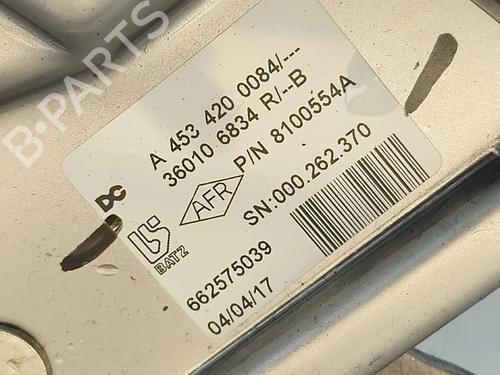 B-PARTS
A 453 420 0084/---
36010 6834 R/--B
P/N 8100554A
SN:000.262.370
DC
AFR
BATZ
662575039
04/04/17